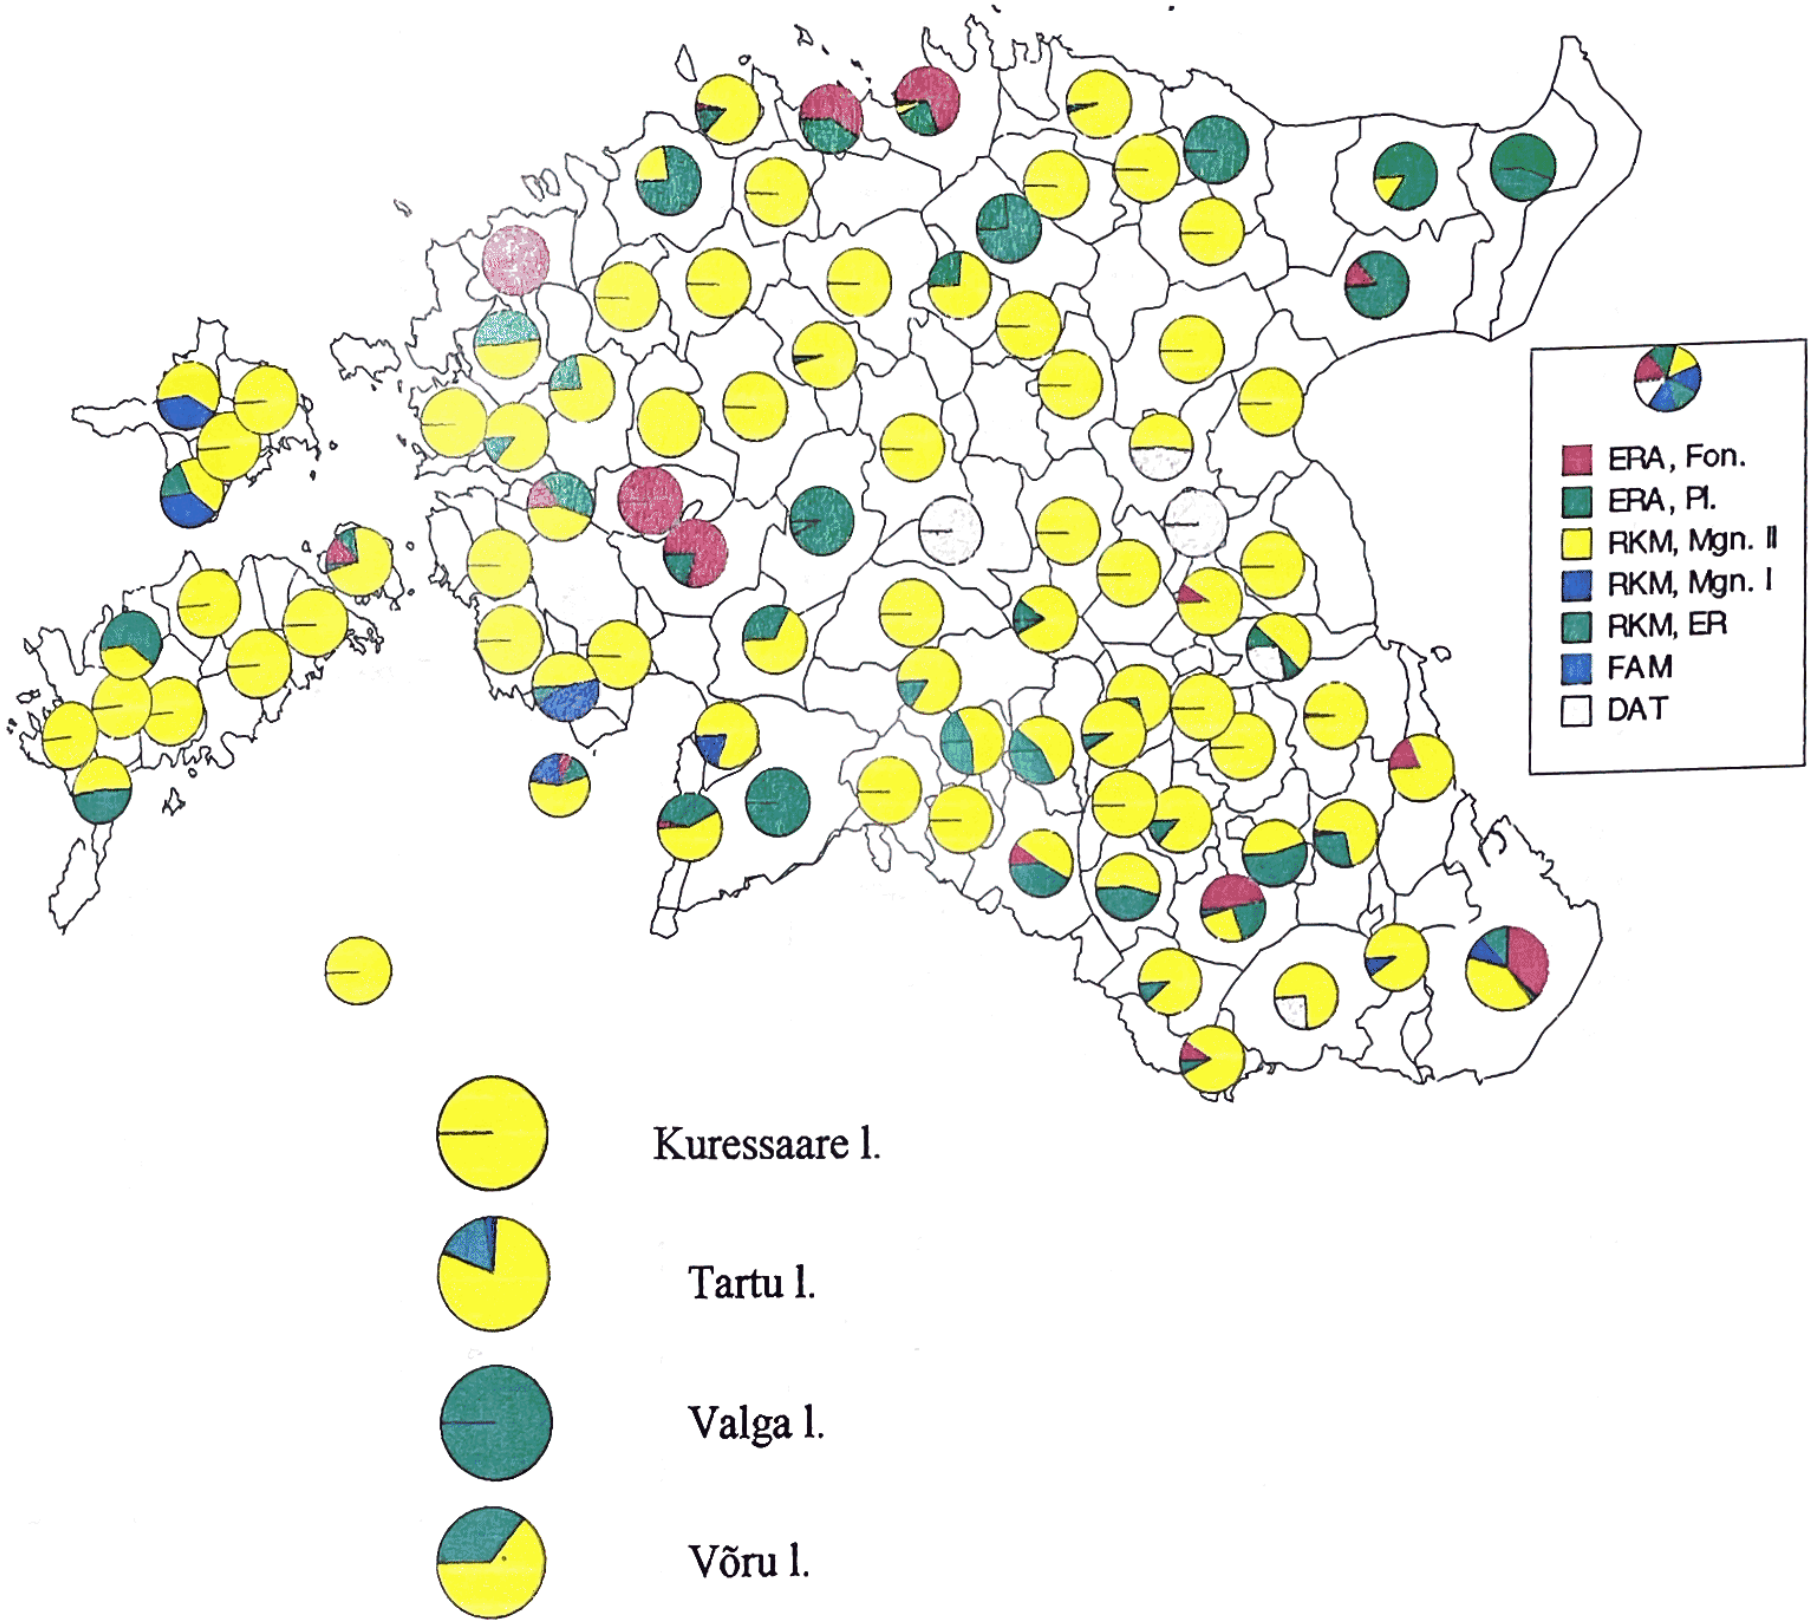 ERA, Fon.
ERA, Pl.
RKM, Mgn. II
RKM, Mgn. I
RKM, ER
FAM
DAT
Kuressaare l.
Tartu l.
Valga l.
Võru l.